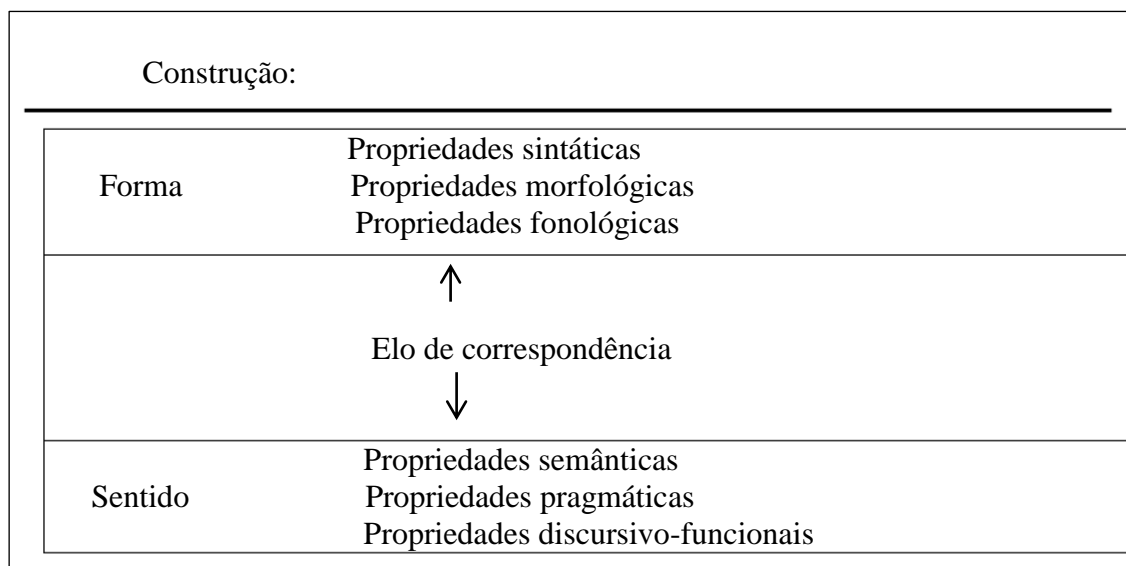 Construção:
Propriedades sintáticas
Forma Propriedades morfológicas
Propriedades fonológicas
Elo de correspondência
Propriedades semânticas
Sentido Propriedades pragmáticas
Propriedades discursivo-funcionais